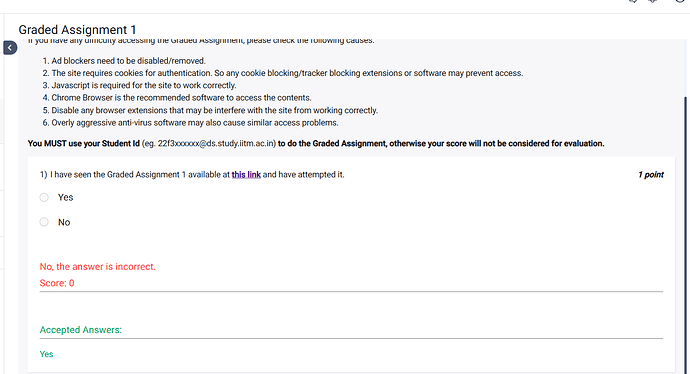 Graded Assignment 1
If you have any difficulty accessing the Graded Assignment, please check the following causes.
1. Ad blockers need to be disabled/removed.
2. The site requires cookies for authentication. So any cookie blocking/tracker blocking extensions or software may prevent access.
3. Javascript is required for the site to work correctly.
4. Chrome Browser is the recommended software to access the contents.
5. Disable any browser extensions that may be interfere with the site from working correctly.
6. Overly aggressive anti-virus software may also cause similar access problems.
You MUST use your Student Id (eg. 22f3xxxxxx@ds.study.iitm.ac.in) to do the Graded Assignment, otherwise your score will not be considered for evaluation.
1) I have seen the Graded Assignment 1 available at this link and have attempted it. 1 point
Yes
No
No, the answer is incorrect.
Score: 0
Accepted Answers:
Yes